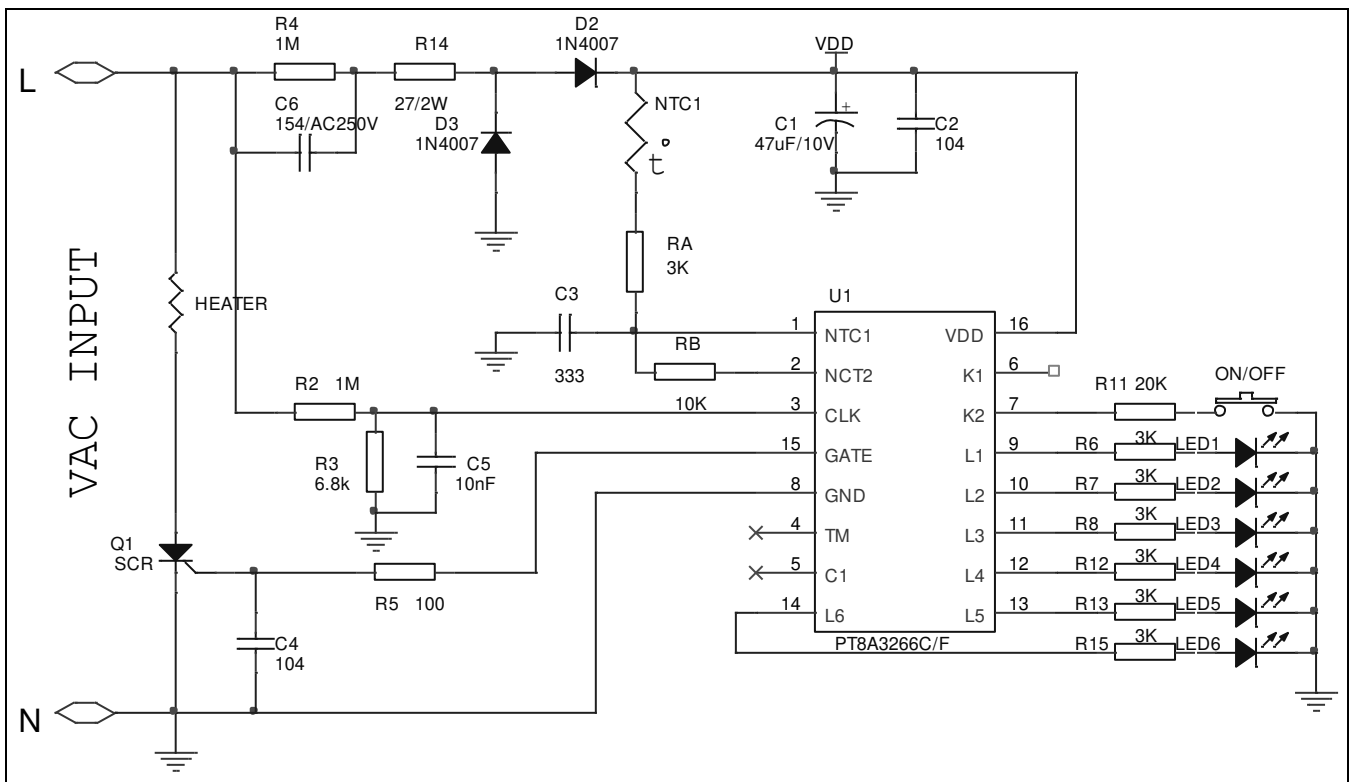 R4
1M
R14
D2
1N4007
VDD
L
C6
154/AC250V
27/2W
D3
1N4007
NTC1
t°
C1
+
47uF/10V
C2
104
VAC INPUT
HEATER
RA
3K
C3
333
RB
10K
U1
1 NTC1 VDD 16
2 NCT2 K1 6
3 CLK K2 7
15 GATE L1 9
8 GND L2 10
4 TM L3 11
5 C1 L4 12
14 L6 L5 13
PT8A3266C/F
R2 1M
R3
6.8k
C5
10nF
Q1
SCR
R5 100
C4
104
N
R11 20K
ON/OFF
R6 3K LED1
R7 3K LED2
R8 3K LED3
R12 3K LED4
R13 3K LED5
R15 3K LED6